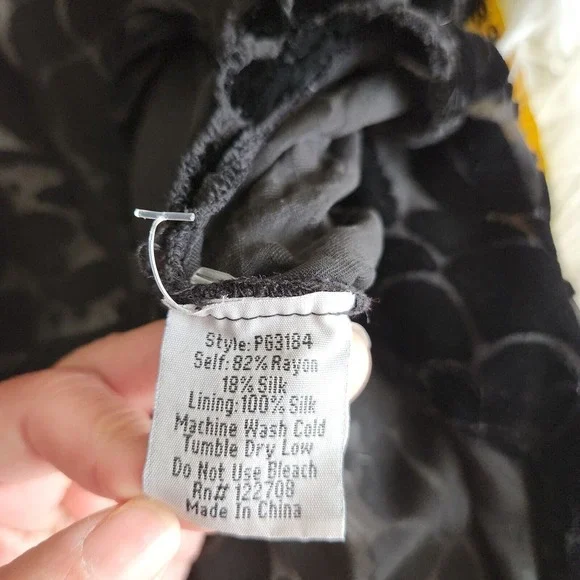 Style: PG3184
Self: 82% Rayon
18% Silk
Lining: 100% Silk
Machine Wash Cold
Tumble Dry Low
Do Not Use Bleach
Rn# 122708
Made In China